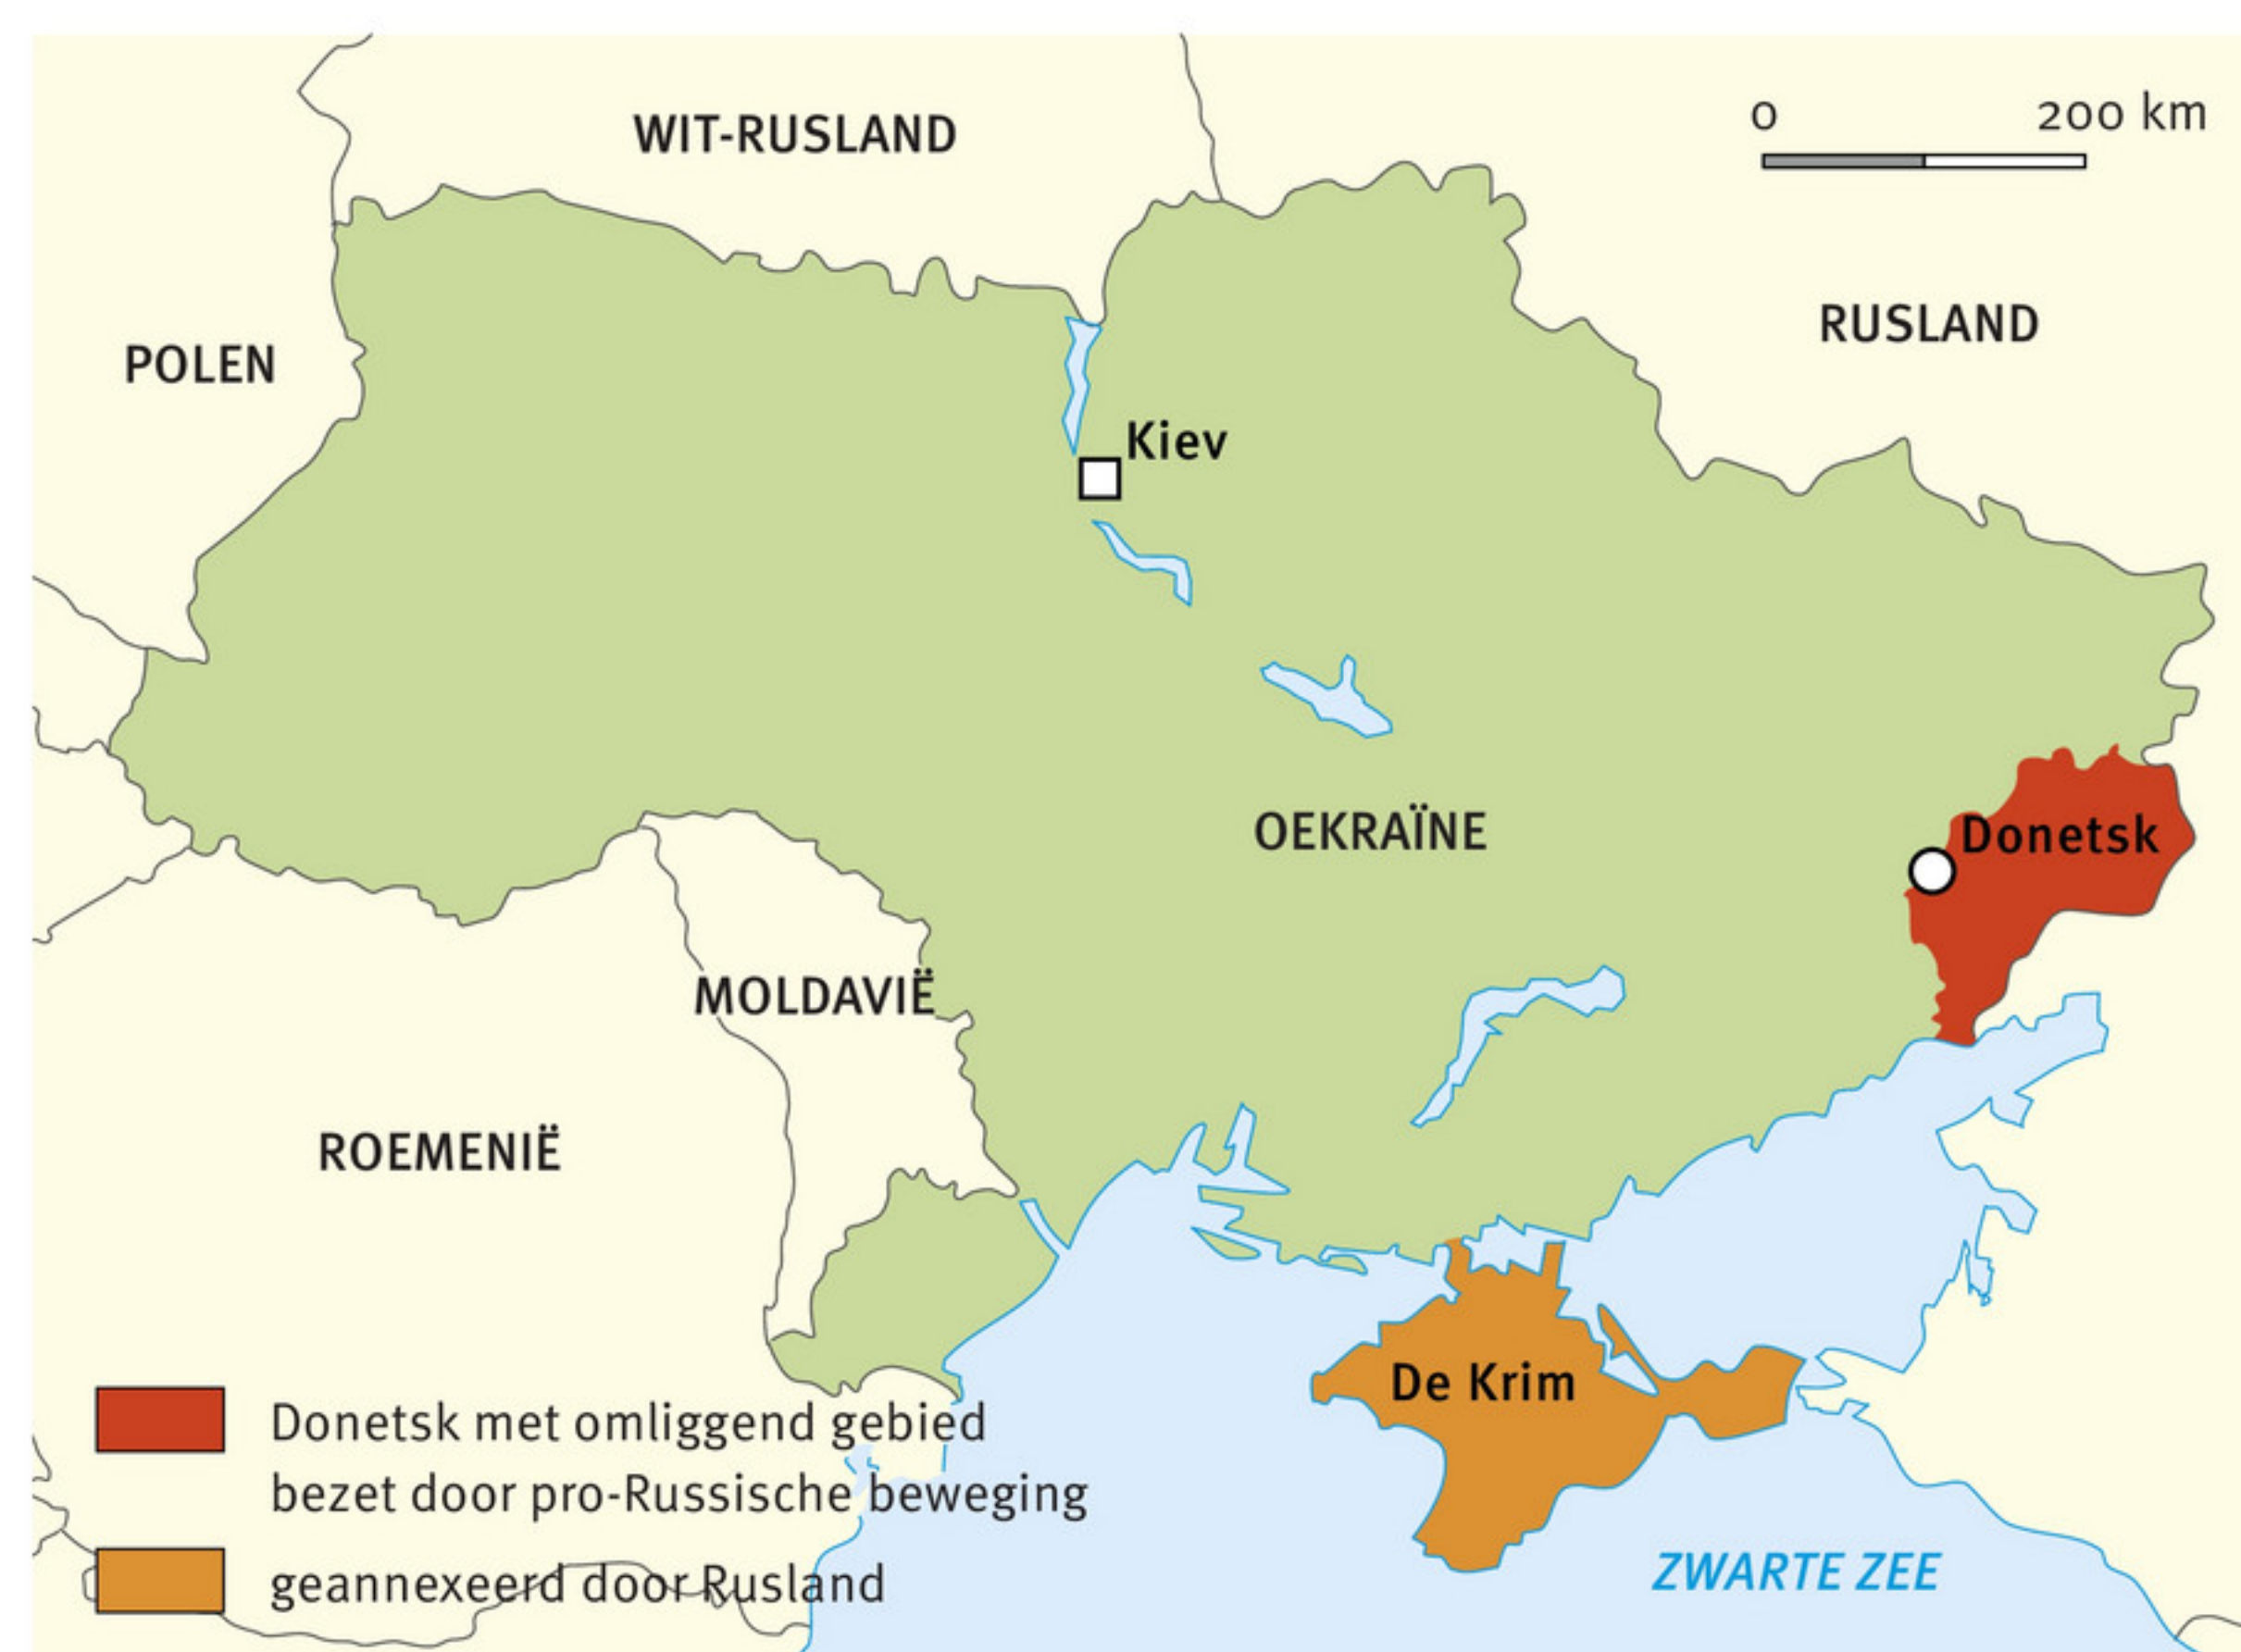 WIT-RUSLAND
0 200 km
RUSLAND
POLEN
Kiev
OEKRAÏNE
Donetsk
MOLDAVIË
ROEMENIË
De Krim
Donetsk met omliggend gebied
bezet door pro-Russische beweging
ZWARTE ZEE
geannexeerd door Rusland